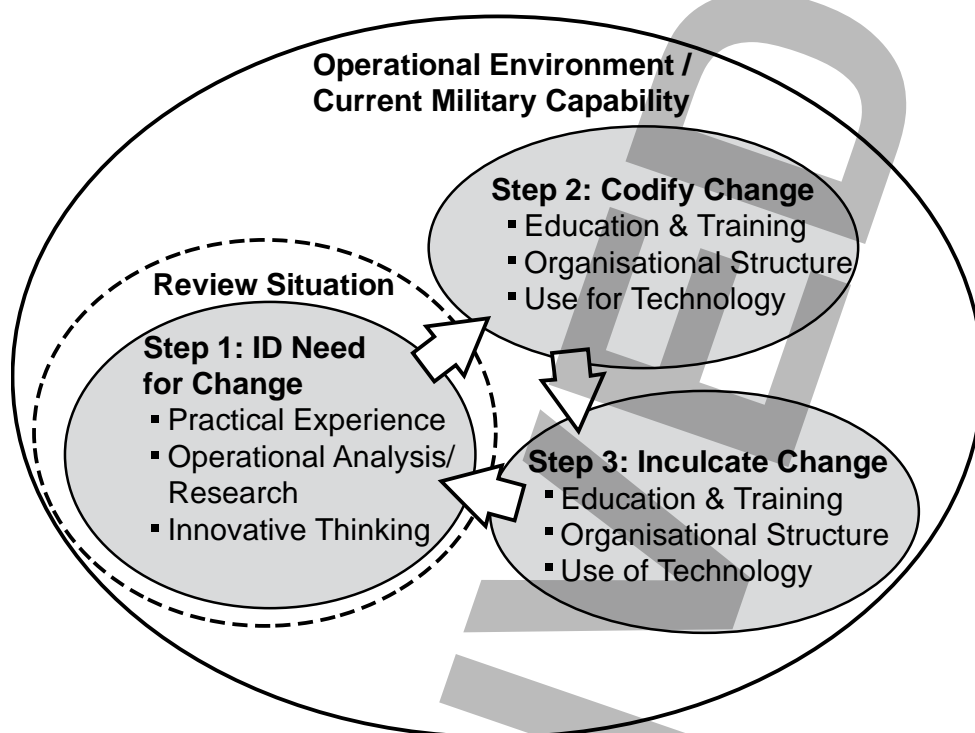 Operational Environment /
Current Military Capability
Step 2: Codify Change
▪ Education & Training
▪ Organisational Structure
▪ Use for Technology
Review Situation
Step 1: ID Need
for Change
▪ Practical Experience
▪ Operational Analysis/
Research
▪ Innovative Thinking
Step 3: Inculcate Change
▪ Education & Training
▪ Organisational Structure
▪ Use of Technology